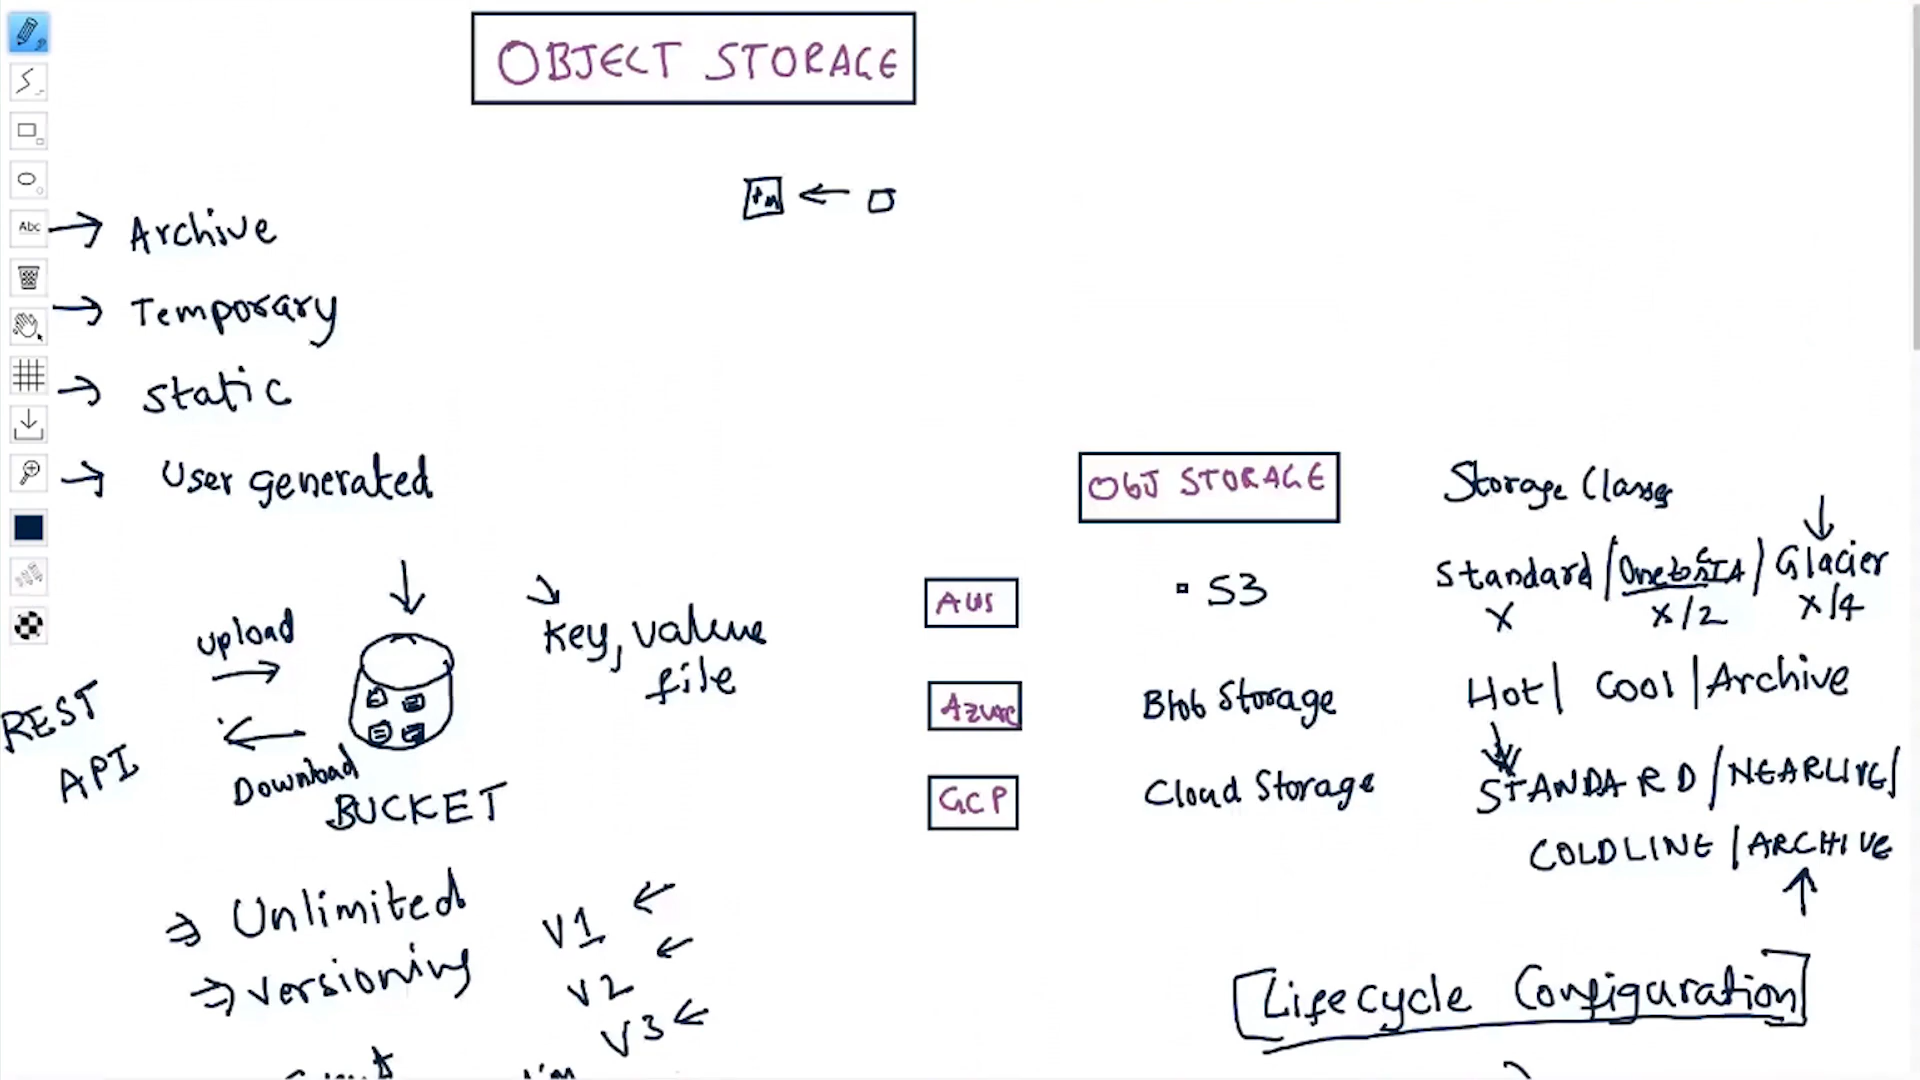 OBJECT STORAGE
Abc
Archive
Temporary
Static
User generated
upload
Download
REST
API
BUCKET
key, value
file
Unlimited
Versioning
V1
V2
V3
OBJ STORAGE
Storage Classes
AWS
S3
Standard / / Glacier
X X/2 X/4
Azure
Blob Storage
Hot | Cool | Archive
GCP
Cloud Storage
STANDARD / NEARLINE /
COLDLINE / ARCHIVE
Lifecycle Configuration